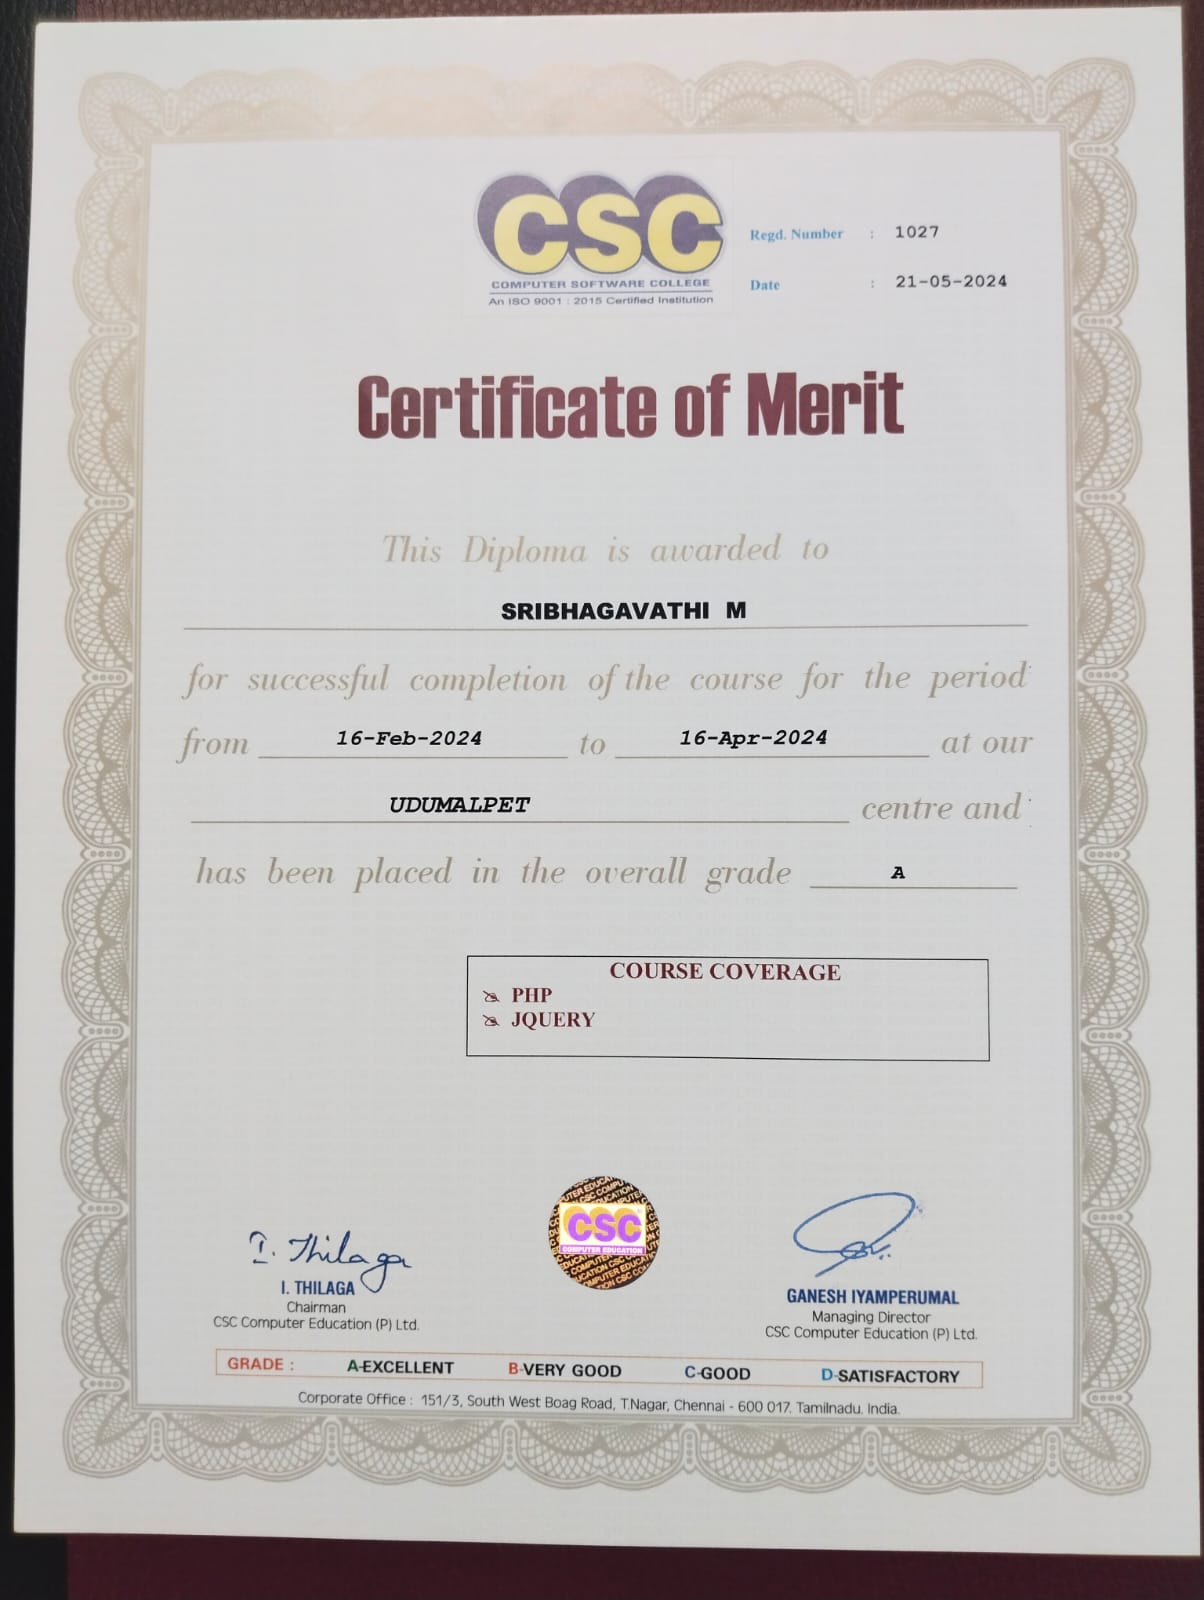 CSC
COMPUTER SOFTWARE COLLEGE
An ISO 9001 : 2015 Certified Institution
Regd. Number : 1027
Date : 21-05-2024
Certificate of Merit
This Diploma is awarded to
SRIBHAGAVATHI M
for successful completion of the course for the period
from 16-Feb-2024 to 16-Apr-2024 at our
UDUMALPET centre and
has been placed in the overall grade A
COURSE COVERAGE
PHP
JQUERY
I. Thilaga
I. THILAGA
Chairman
CSC Computer Education (P) Ltd.
CSC
COMPUTER EDUCATION
GANESH IYAMPERUMAL
Managing Director
CSC Computer Education (P) Ltd.
GRADE : A-EXCELLENT B-VERY GOOD C-GOOD D-SATISFACTORY
Corporate Office : 151/3, South West Boag Road, T.Nagar, Chennai - 600 017. Tamilnadu. India.